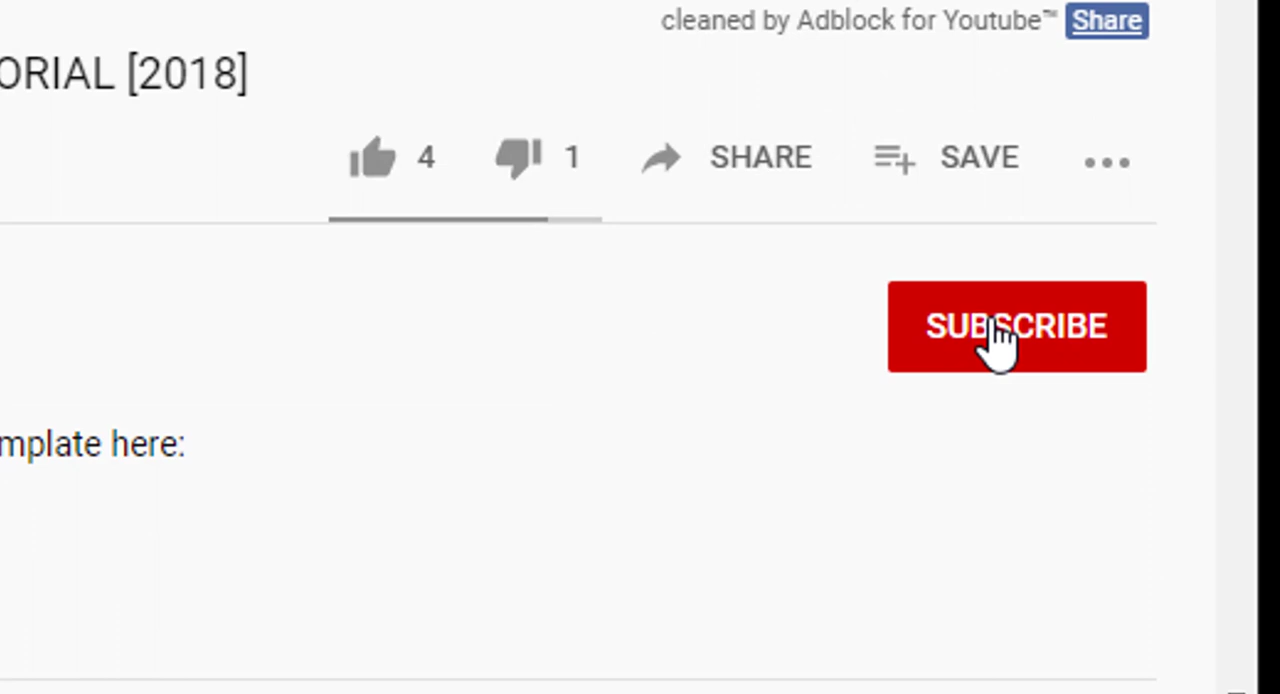 cleaned by Adblock for Youtube™ Share
ORIAL [2018]
4 1 SHARE SAVE
SUBSCRIBE
mplate here: